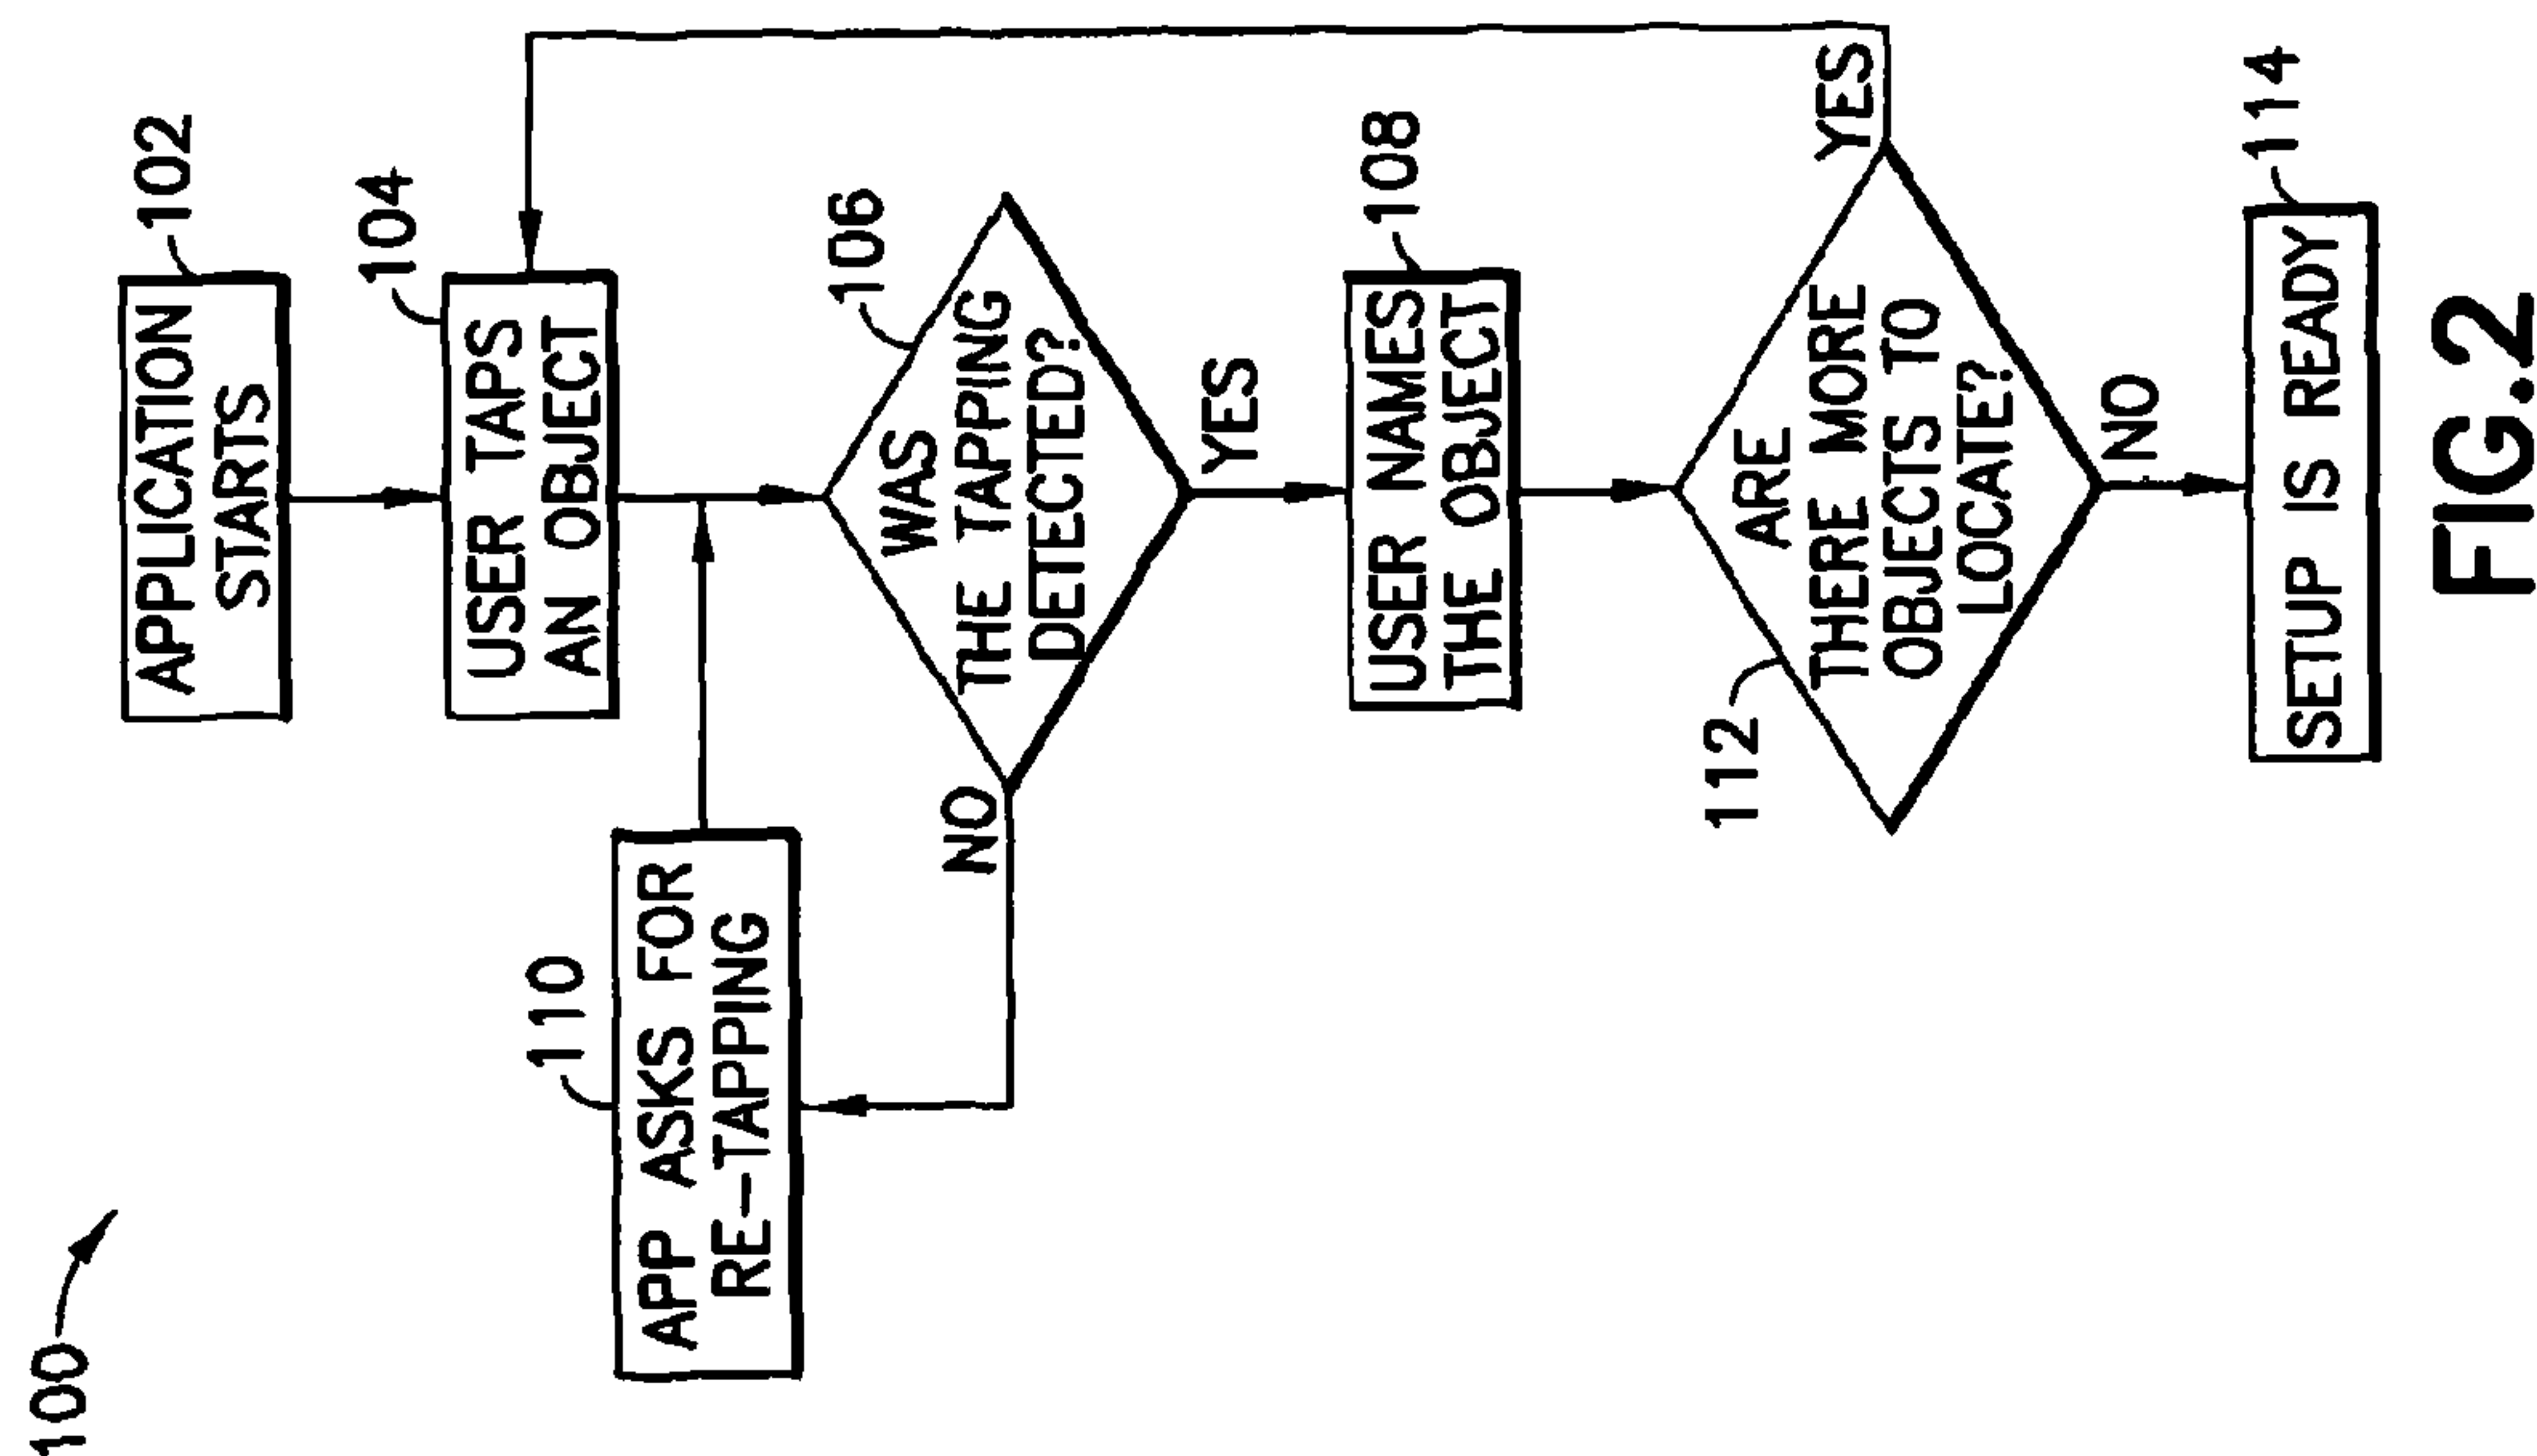 100
APPLICATION
STARTS
102
USER TAPS
AN OBJECT
104
APP ASKS FOR
RE-TAPPING
110
WAS
THE TAPPING
DETECTED?
106
NO
YES
USER NAMES
THE OBJECT
108
ARE
THERE MORE
OBJECTS TO
LOCATE?
112
YES
NO
SETUP IS READY
114
FIG.2